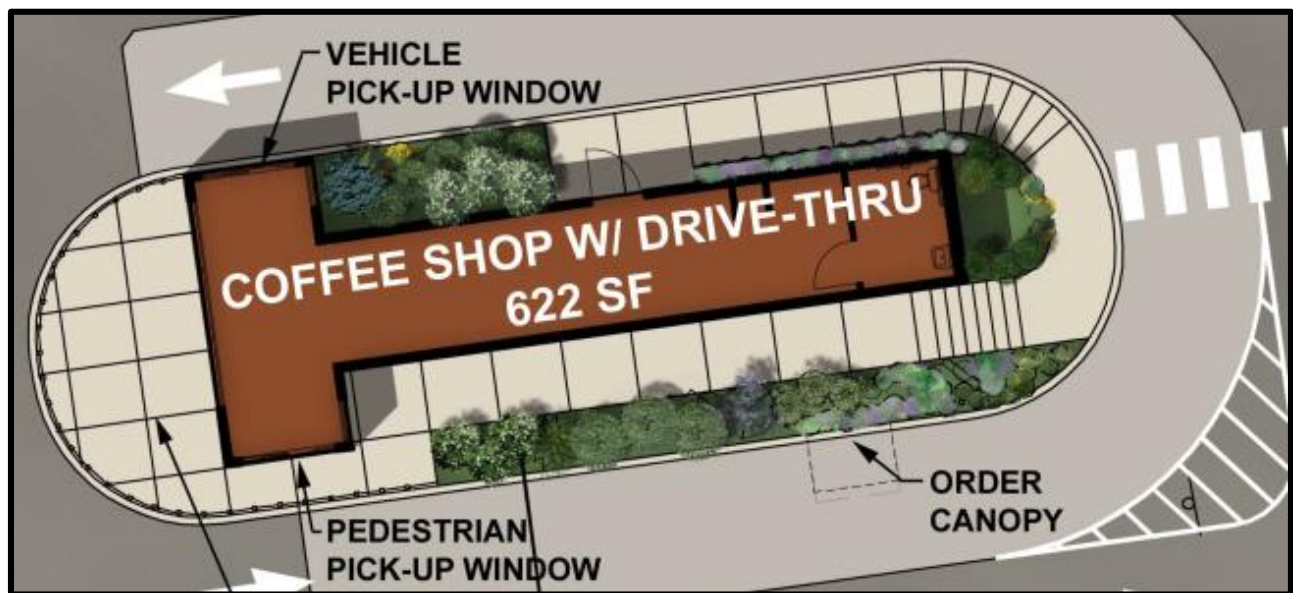 VEHICLE
PICK-UP WINDOW
COFFEE SHOP W/ DRIVE-THRU
622 SF
ORDER
CANOPY
PEDESTRIAN
PICK-UP WINDOW